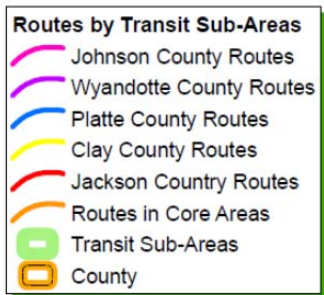 Routes by Transit Sub-Areas
Johnson County Routes
Wyandotte County Routes
Platte County Routes
Clay County Routes
Jackson Country Routes
Routes in Core Areas
Transit Sub-Areas
County